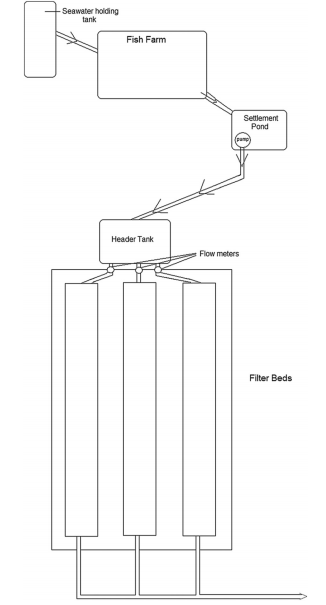 Seawater holding
tank
Fish Farm
Settlement
Pond
pump
Header Tank
Flow meters
Filter Beds